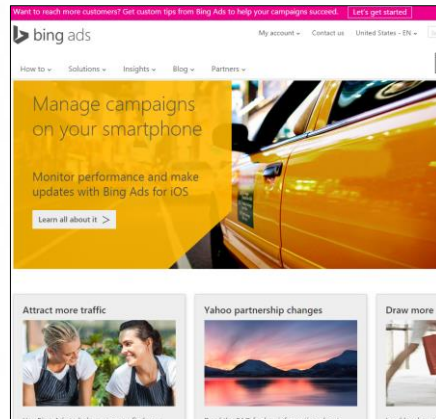 Want to reach more customers? Get custom tips from Bing Ads to help your campaigns succeed. Let's get started
bing ads
My account Contact us United States - EN
How to Solutions Insights Blog Partners
Manage campaigns
on your smartphone
Monitor performance and make
updates with Bing Ads for iOS
Learn all about it >
Attract more traffic
Yahoo partnership changes
Draw more